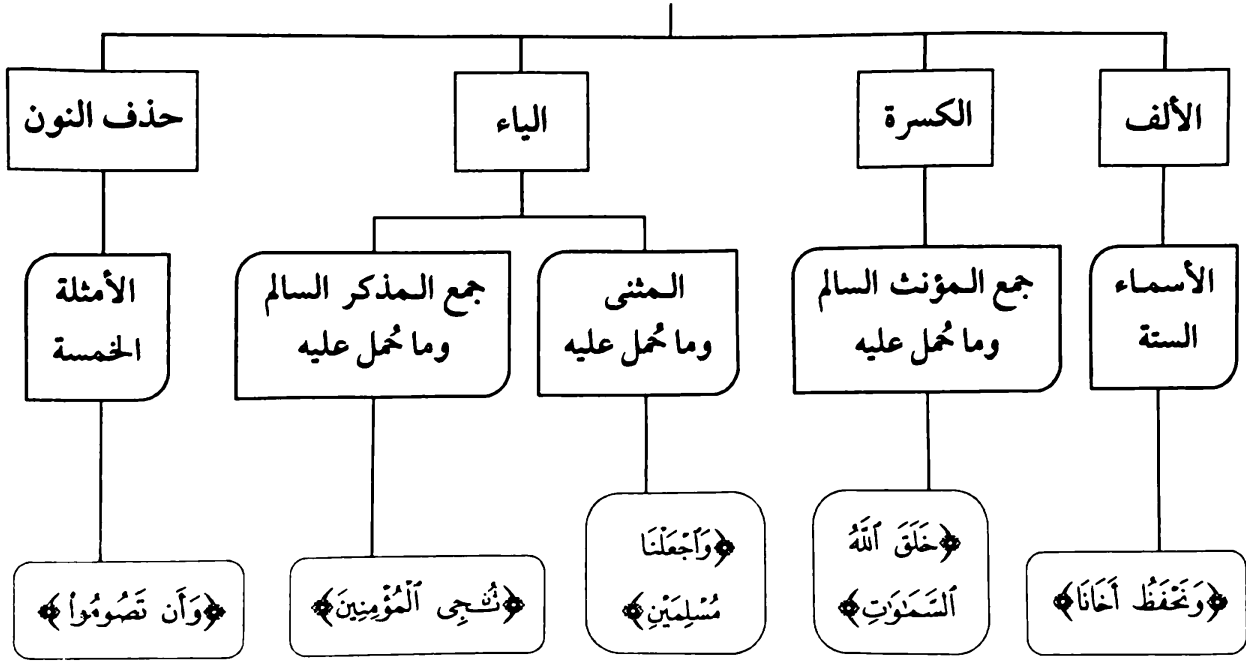 الألف
الكسرة
الياء
حذف النون
الأسماء
الستة
جمع المؤنث السالم
وما حُمل عليه
المثنى
وما حُمل عليه
جمع المذكر السالم
وما حُمل عليه
الأمثلة
الخمسة
﴿وَنَحْفَظُ أَخَانَا﴾
﴿خَلَقَ ٱللَّهُ
ٱلسَّمَٰوَٰتِ﴾
﴿وَٱجْعَلْنَا
مُسْلِمَيْنِ﴾
﴿نُۨجِى ٱلْمُؤْمِنِينَ﴾
﴿وَأَن تَصُومُوا۟﴾